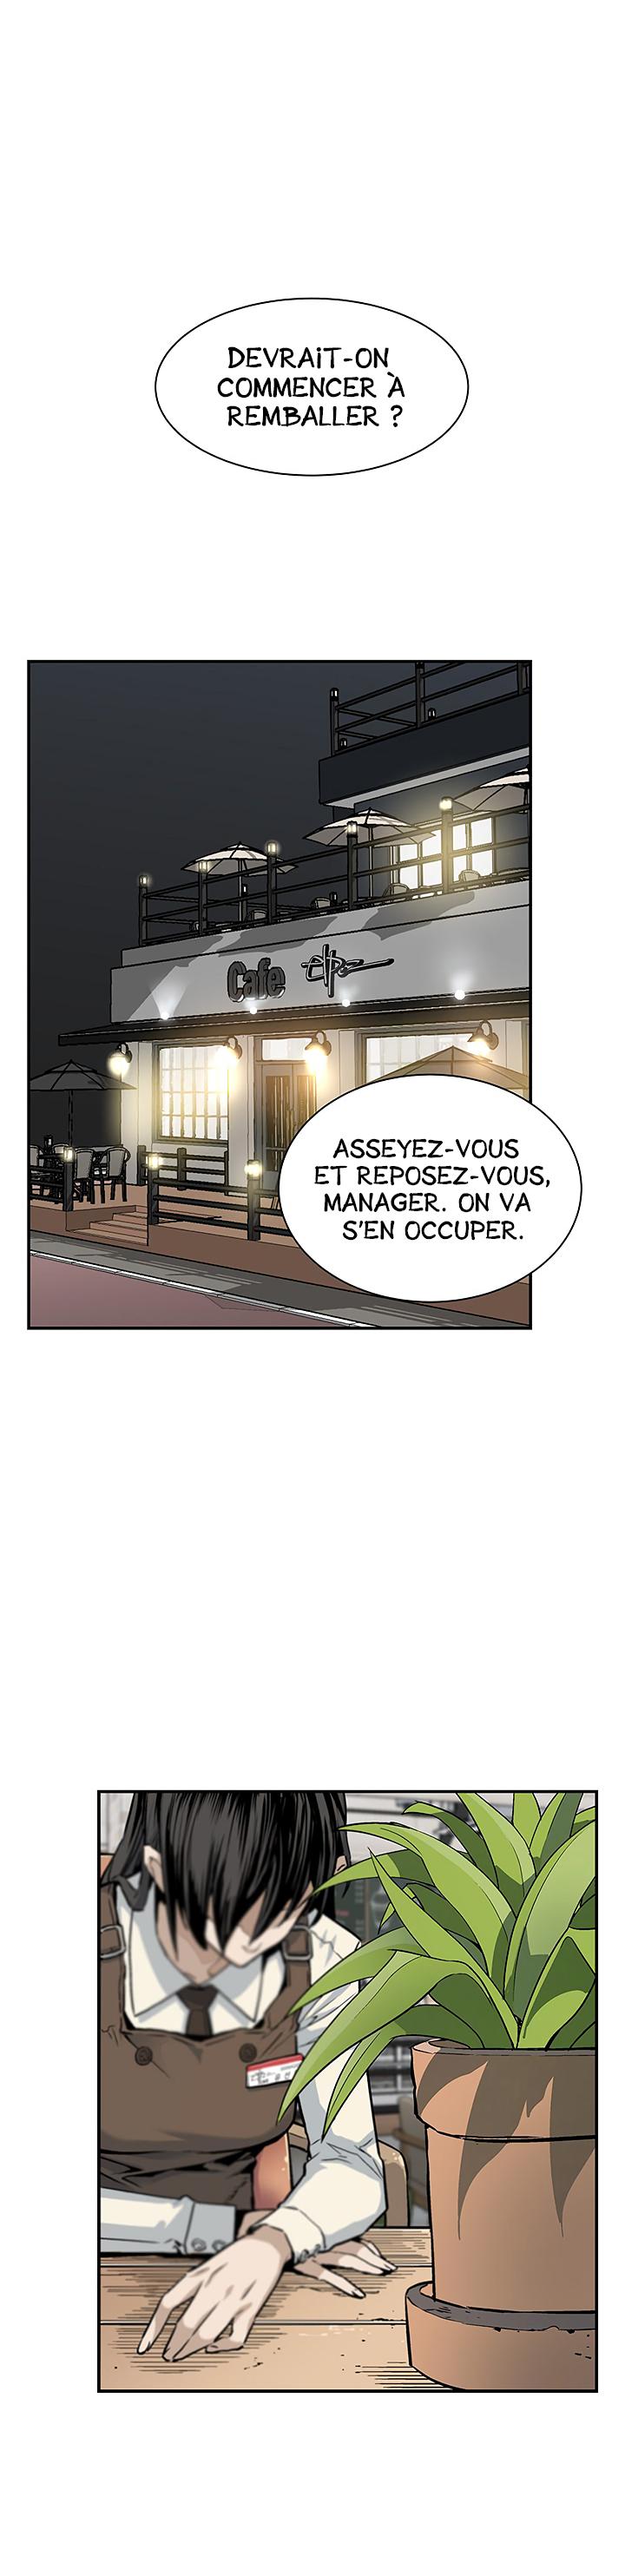 DEVRAIT-ON
COMMENCER À
REMBALLER ?
Cafe
ASSEYEZ-VOUS
ET REPOSEZ-VOUS,
MANAGER. ON VA
S'EN OCCUPER.